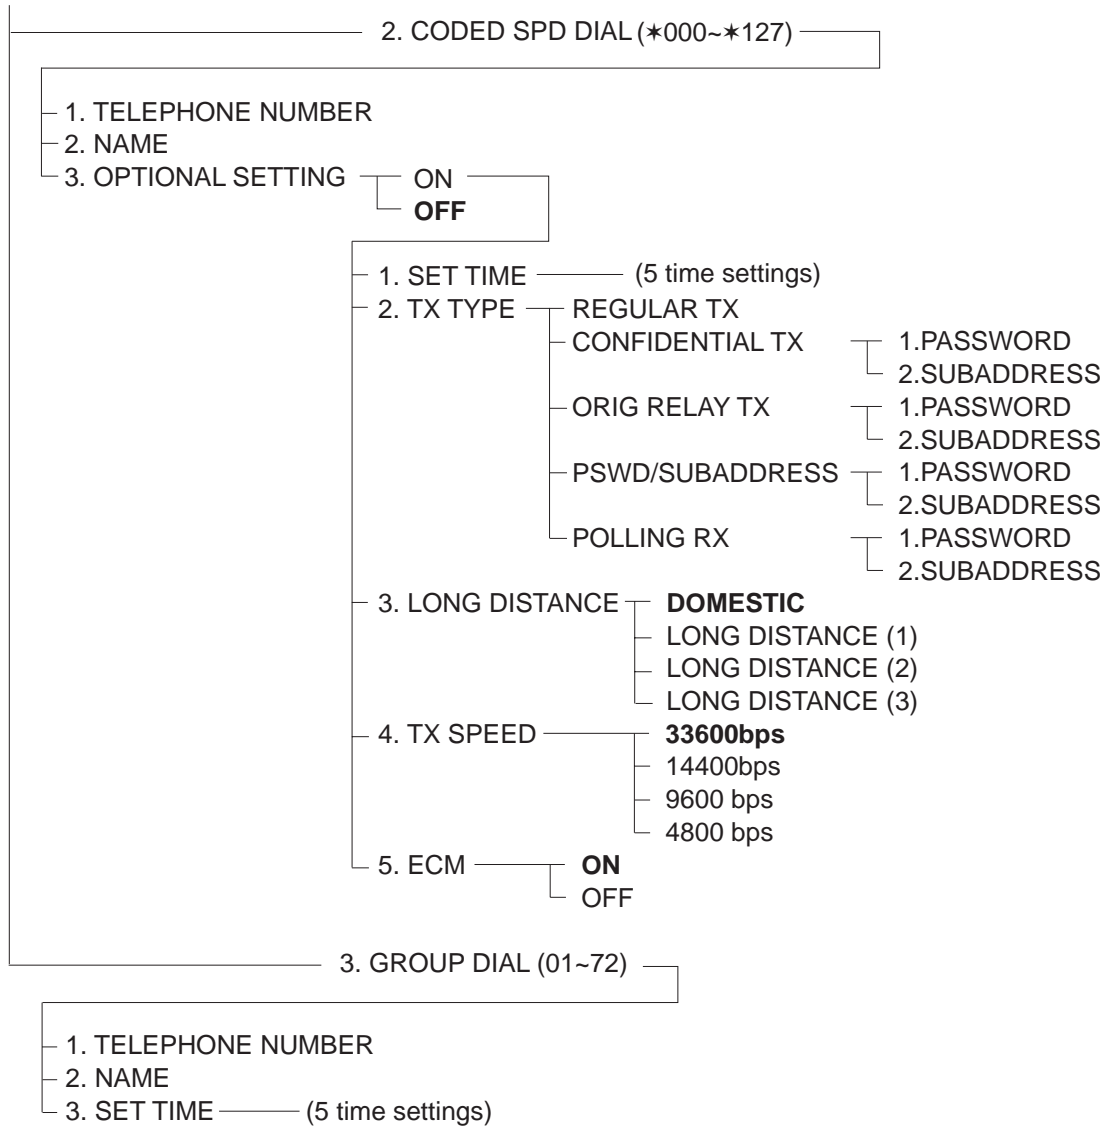 2. CODED SPD DIAL (✶000~✶127)
1. TELEPHONE NUMBER
2. NAME
3. OPTIONAL SETTING ON
OFF
1. SET TIME (5 time settings)
2. TX TYPE REGULAR TX
CONFIDENTIAL TX 1.PASSWORD
2.SUBADDRESS
ORIG RELAY TX 1.PASSWORD
2.SUBADDRESS
PSWD/SUBADDRESS 1.PASSWORD
2.SUBADDRESS
POLLING RX 1.PASSWORD
2.SUBADDRESS
3. LONG DISTANCE DOMESTIC
LONG DISTANCE (1)
LONG DISTANCE (2)
LONG DISTANCE (3)
4. TX SPEED 33600bps
14400bps
9600 bps
4800 bps
5. ECM ON
OFF
3. GROUP DIAL (01~72)
1. TELEPHONE NUMBER
2. NAME
3. SET TIME (5 time settings)